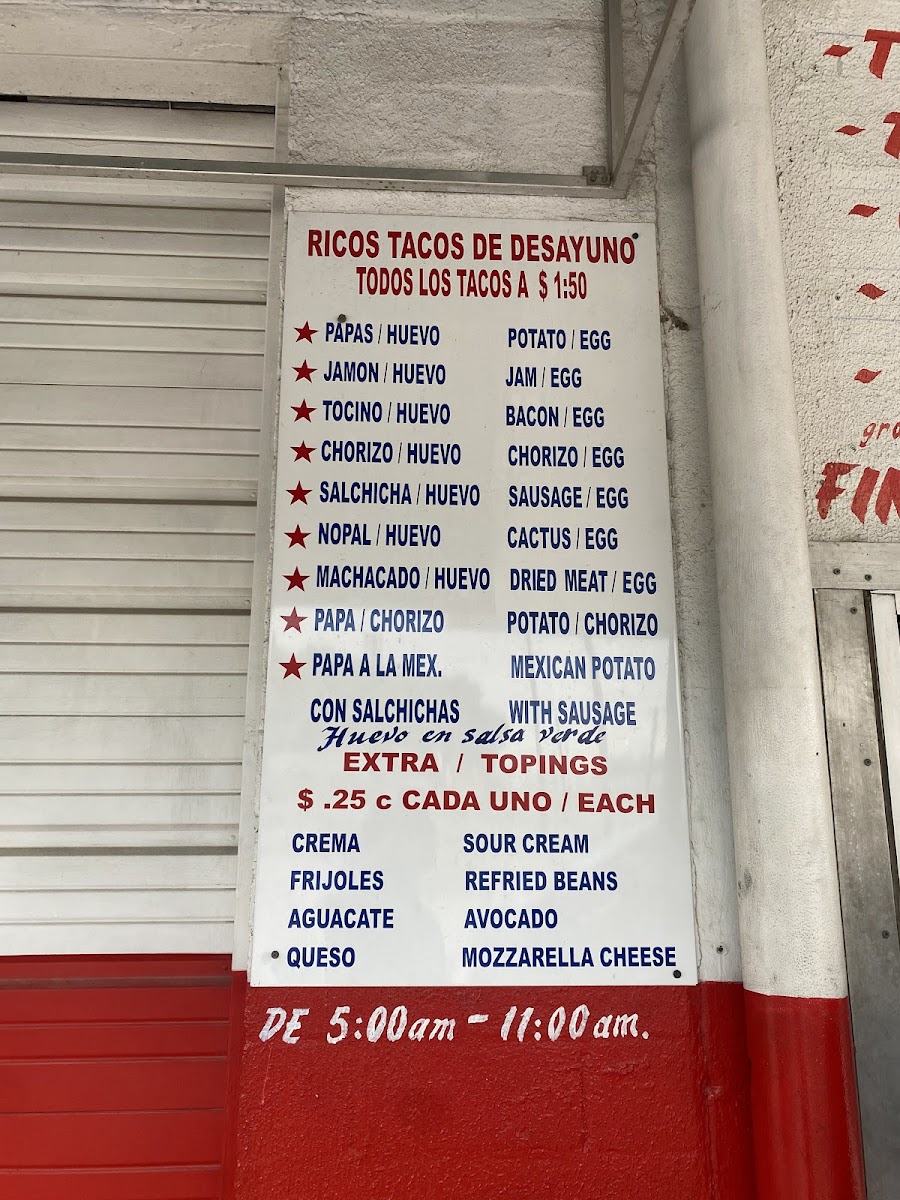 RICOS TACOS DE DESAYUNO
TODOS LOS TACOS A $ 1:50
★ PAPAS / HUEVO POTATO / EGG
★ JAMON / HUEVO JAM / EGG
★ TOCINO / HUEVO BACON / EGG
★ CHORIZO / HUEVO CHORIZO / EGG
★ SALCHICHA / HUEVO SAUSAGE / EGG
★ NOPAL / HUEVO CACTUS / EGG
★ MACHACADO / HUEVO DRIED MEAT / EGG
★ PAPA / CHORIZO POTATO / CHORIZO
★ PAPA A LA MEX. MEXICAN POTATO
CON SALCHICHAS WITH SAUSAGE
Huevo en salsa verde
EXTRA / TOPINGS
$ .25 c CADA UNO / EACH
CREMA SOUR CREAM
FRIJOLES REFRIED BEANS
AGUACATE AVOCADO
QUESO MOZZARELLA CHEESE
DE 5:00am - 11:00am.